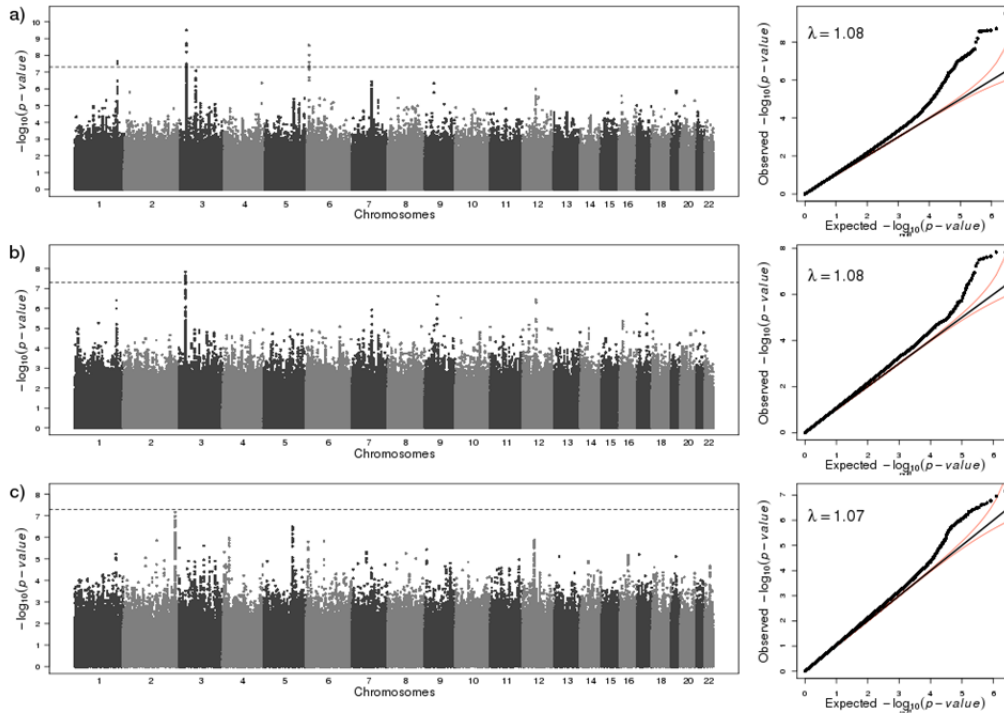 a)
−log₁₀(p−value)
10
9
8
7
6
5
4
3
2
1
0
1 2 3 4 5 6 7 8 9 10 11 12 13 14 15 16 18 20 22
Chromosomes
λ = 1.08
Observed −log₁₀(p−value)
8
6
4
2
0
0 1 2 3 4 5 6
Expected −log₁₀(p−value)
b)
−log₁₀(p−value)
8
7
6
5
4
3
2
1
0
1 2 3 4 5 6 7 8 9 10 11 12 13 14 16 18 20 22
Chromosomes
λ = 1.08
Observed −log₁₀(p−value)
8
6
4
2
0
0 1 2 3 4 5 6
Expected −log₁₀(p−value)
c)
−log₁₀(p−value)
8
7
6
5
4
3
2
1
0
1 2 3 4 5 6 7 8 9 10 11 12 13 14 16 18 20 22
Chromosomes
λ = 1.07
Observed −log₁₀(p−value)
7
6
5
4
3
2
1
0
0 1 2 3 4 5 6
Expected −log₁₀(p−value)